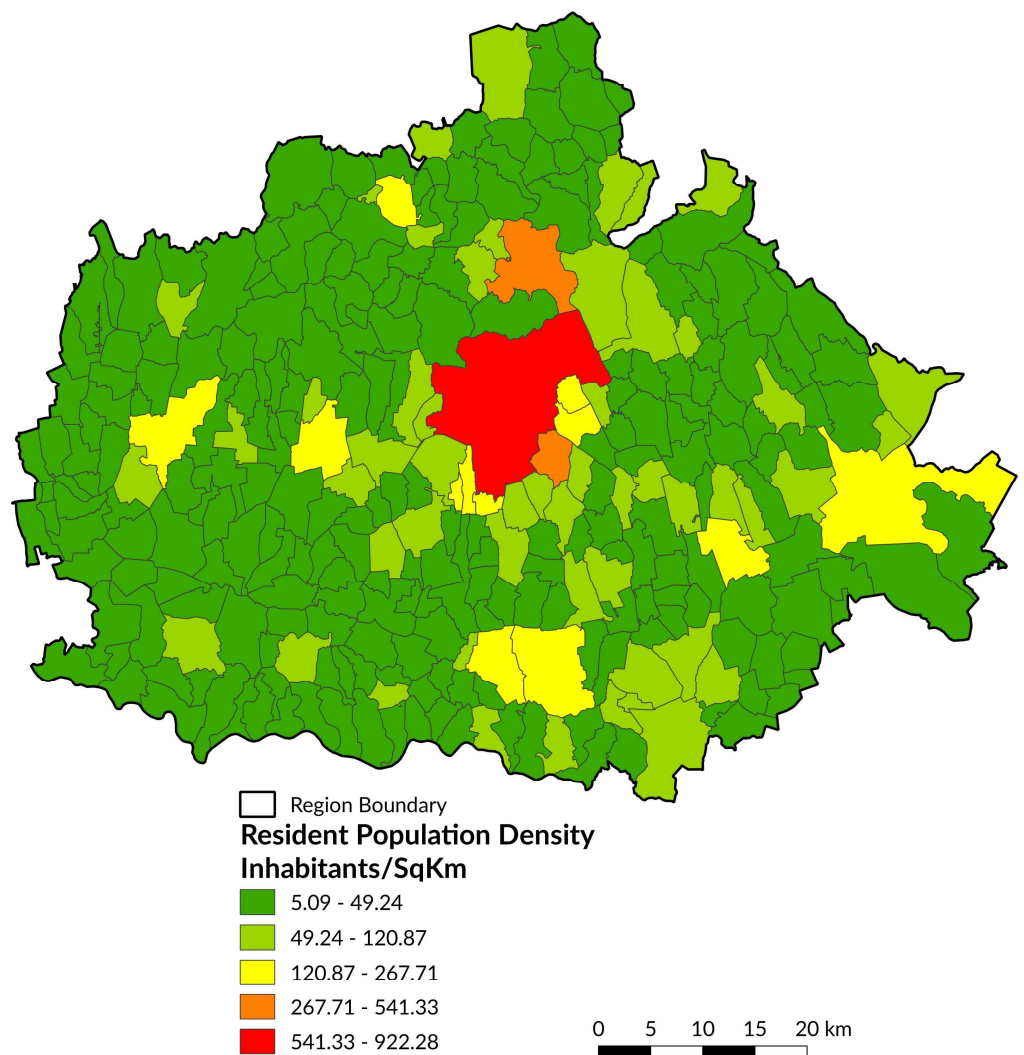 Region Boundary
Resident Population Density
Inhabitants/SqKm
5.09 - 49.24
49.24 - 120.87
120.87 - 267.71
267.71 - 541.33
541.33 - 922.28
0 5 10 15 20 km